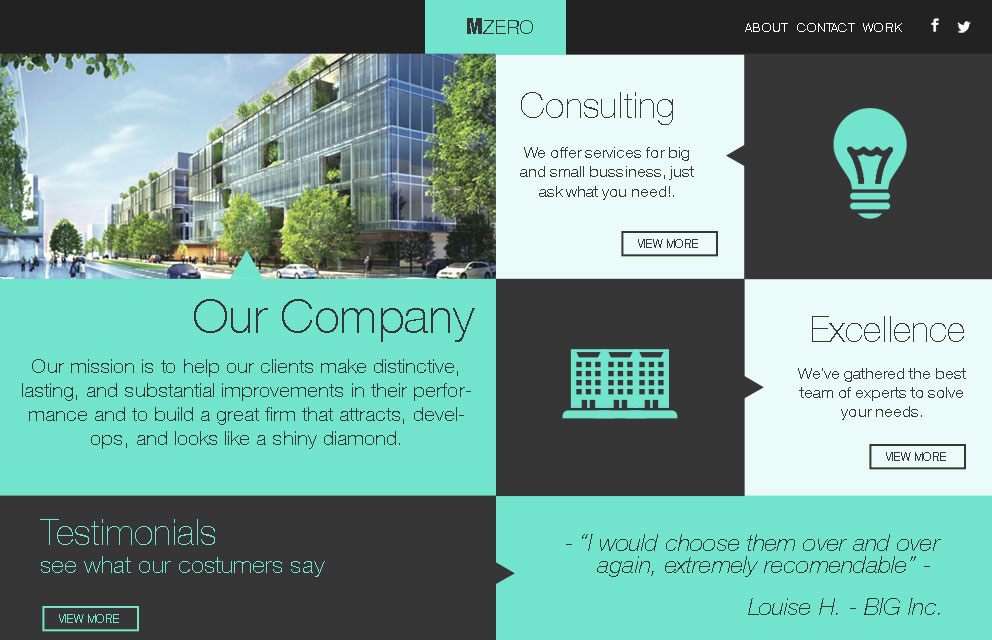 MZERO
ABOUT CONTACT WORK
Consulting
We offer services for big
and small bussiness, just
ask what you need!.
VIEW MORE
Our Company
Our mission is to help our clients make distinctive,
lasting, and substantial improvements in their perfor-
mance and to build a great firm that attracts, devel-
ops, and looks like a shiny diamond.
Excellence
We've gathered the best
team of experts to solve
your needs.
VIEW MORE
Testimonials
see what our costumers say
VIEW MORE
- “I would choose them over and over
again, extremely recomendable” -
Louise H. - BIG Inc.